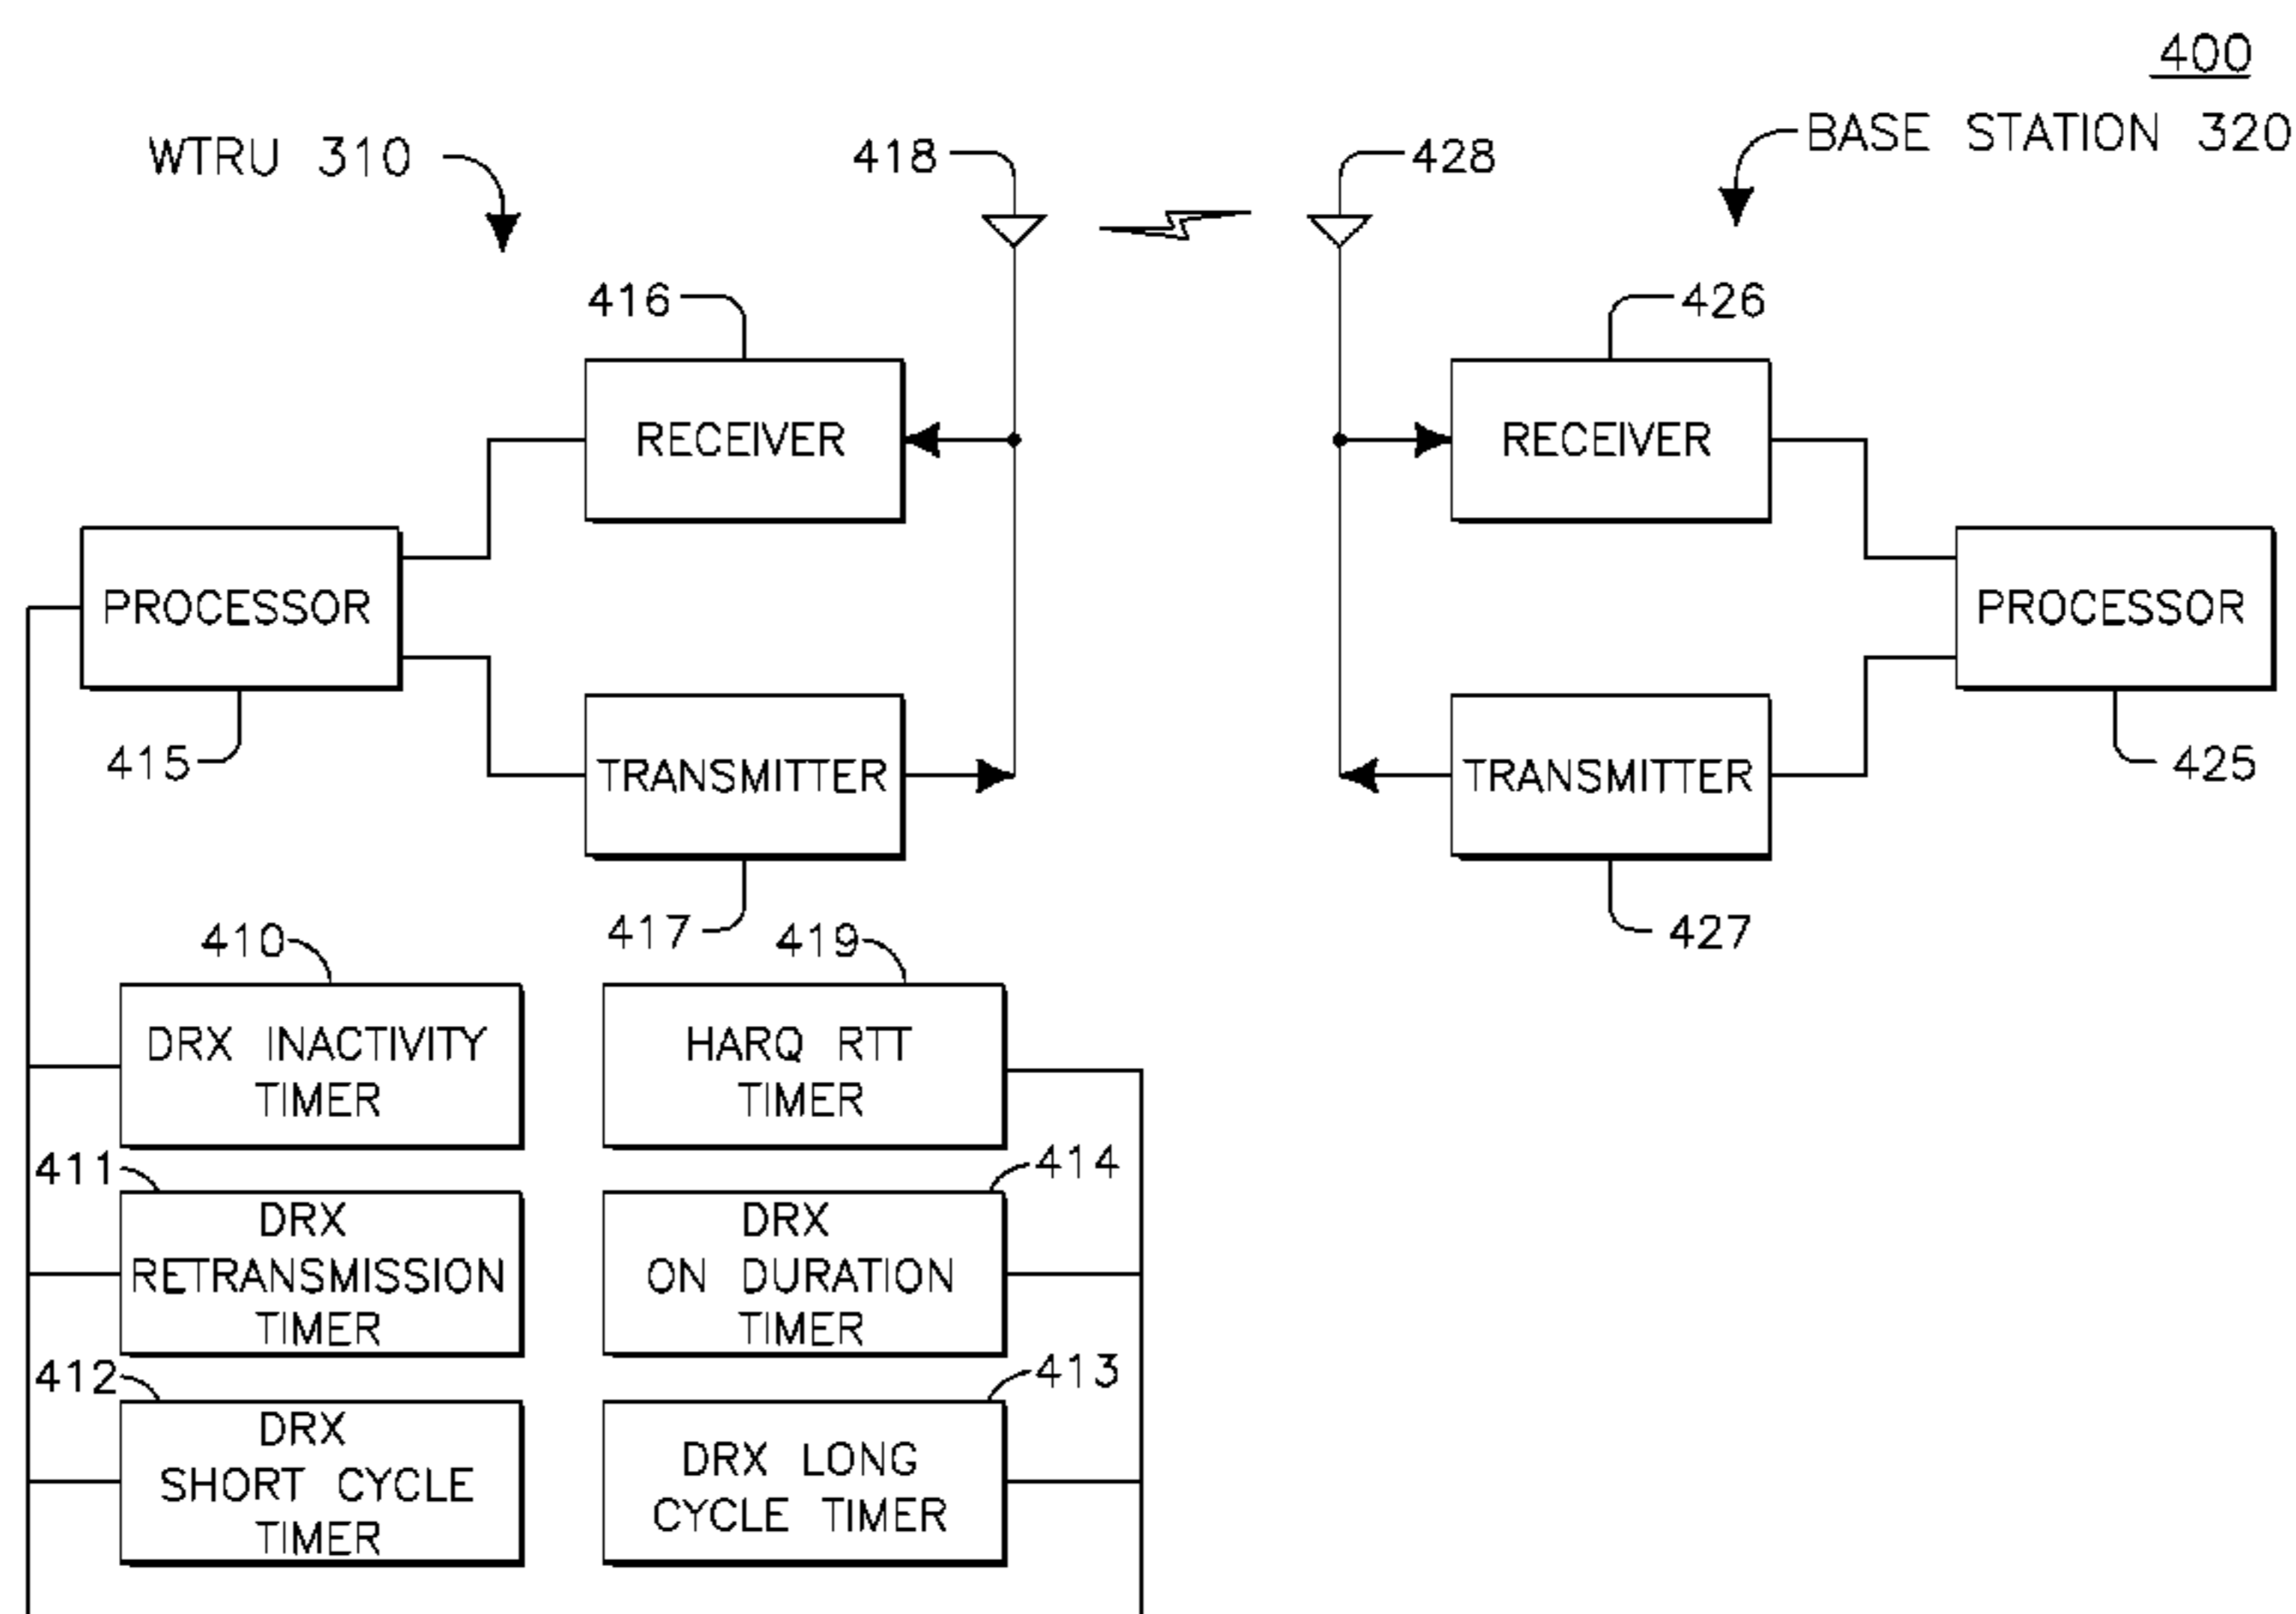 400
WTRU 310
418
428
BASE STATION 320
416
426
RECEIVER
RECEIVER
PROCESSOR
PROCESSOR
415
TRANSMITTER
TRANSMITTER
425
417
427
410
419
DRX INACTIVITY
TIMER
HARQ RTT
TIMER
411
414
DRX
RETRANSMISSION
TIMER
DRX
ON DURATION
TIMER
412
413
DRX
SHORT CYCLE
TIMER
DRX LONG
CYCLE TIMER